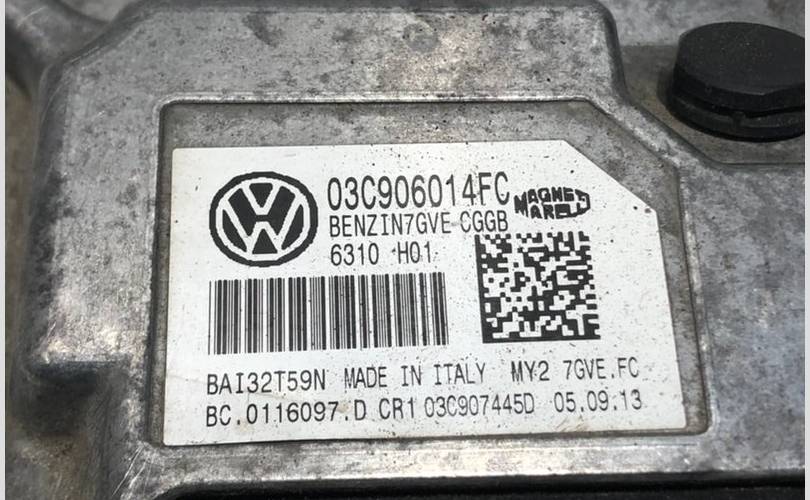 03C906014FC
MAGNETI MARELLI
BENZIN7GVE CGGB
6310 H01
BAI32T59N MADE IN ITALY MY2 7GVE.FC
BC.0116097.D CR1 03C907445D 05.09.13